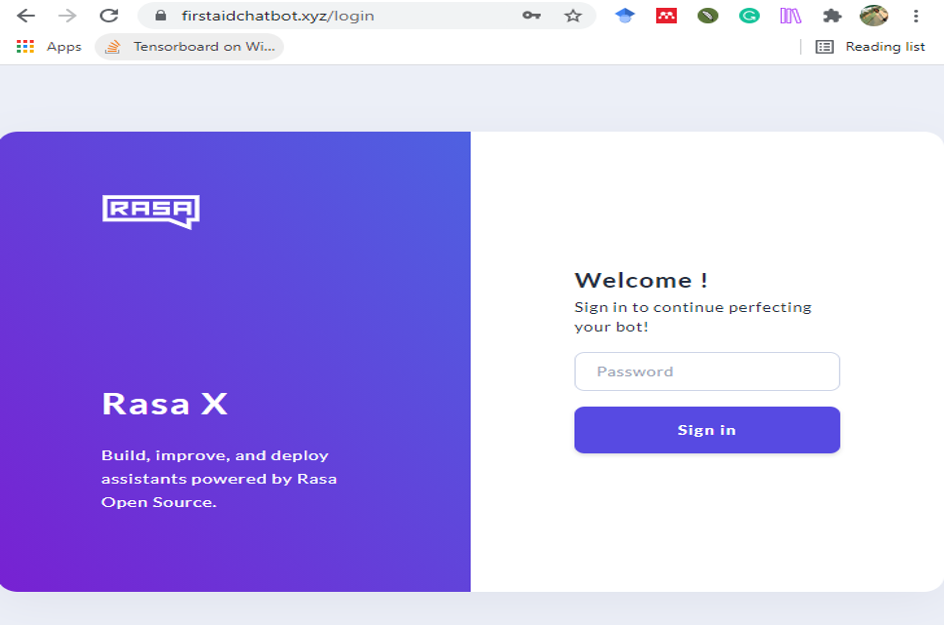 firstaidchatbot.xyz/login
Apps
Tensorboard on Wi...
Reading list
RASA
Welcome !
Sign in to continue perfecting
your bot!
Password
Sign in
Rasa X
Build, improve, and deploy
assistants powered by Rasa
Open Source.